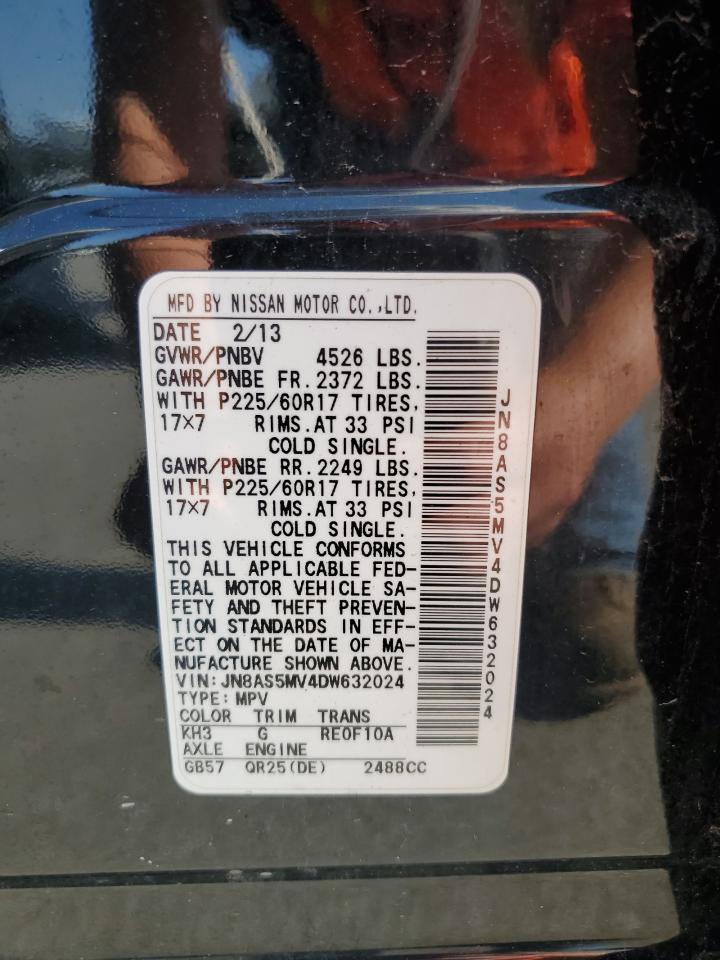 MFD BY NISSAN MOTOR CO.,LTD.
DATE 2/13
GVWR/PNBV 4526 LBS.
GAWR/PNBE FR. 2372 LBS.
WITH P225/60R17 TIRES,
17×7 RIMS. AT 33 PSI
COLD SINGLE.
GAWR/PNBE RR. 2249 LBS.
WITH P225/60R17 TIRES,
17×7 RIMS. AT 33 PSI
COLD SINGLE.
THIS VEHICLE CONFORMS
TO ALL APPLICABLE FED-
ERAL MOTOR VEHICLE SA-
FETY AND THEFT PREVEN-
TION STANDARDS IN EFF-
ECT ON THE DATE OF MA-
NUFACTURE SHOWN ABOVE.
VIN:JN8AS5MV4DW632024
TYPE:MPV
COLOR TRIM TRANS
KH3 G RE0F10A
AXLE ENGINE
GB57 QR25(DE) 2488CC
JN8AS5MV4DW632024